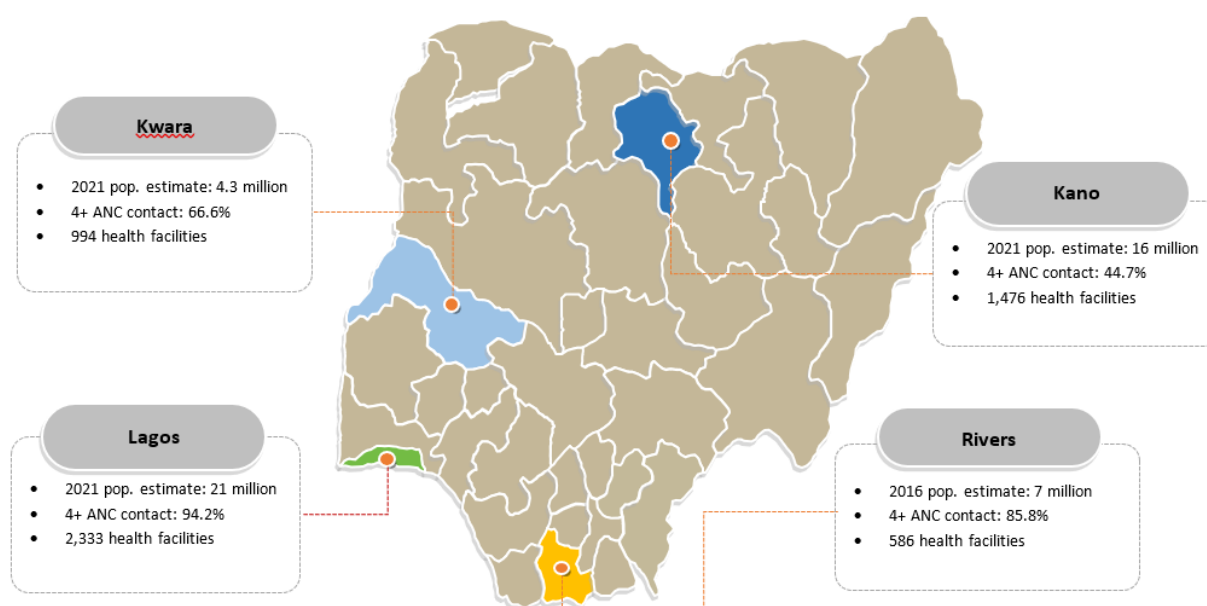 Kwara
• 2021 pop. estimate: 4.3 million
• 4+ ANC contact: 66.6%
• 994 health facilities
Kano
• 2021 pop. estimate: 16 million
• 4+ ANC contact: 44.7%
• 1,476 health facilities
Lagos
• 2021 pop. estimate: 21 million
• 4+ ANC contact: 94.2%
• 2,333 health facilities
Rivers
• 2016 pop. estimate: 7 million
• 4+ ANC contact: 85.8%
• 586 health facilities